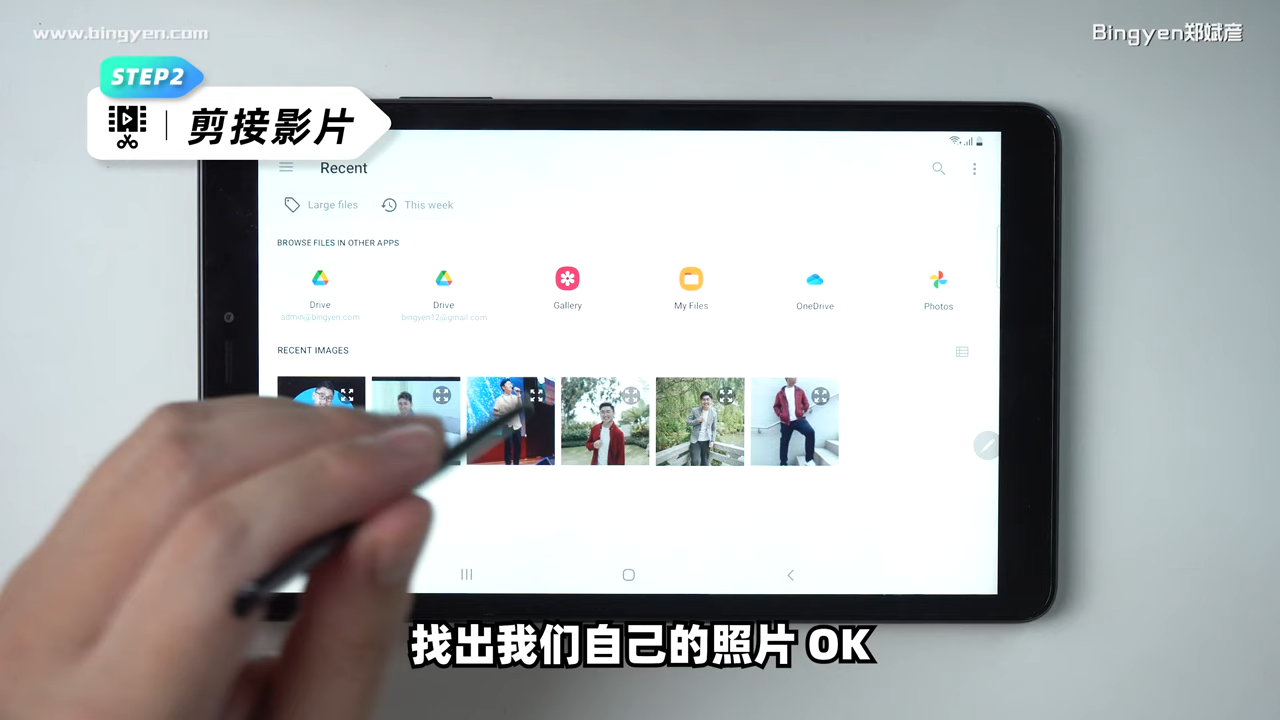 www.bingyen.com
Bingyen郑斌彦
STEP2
剪接影片
Recent
Large files
This week
BROWSE FILES IN OTHER APPS
Drive
admin@bingyen.com
Drive
bingyen12@gmail.com
Gallery
My Files
OneDrive
Photos
RECENT IMAGES
找出我们自己的照片 OK